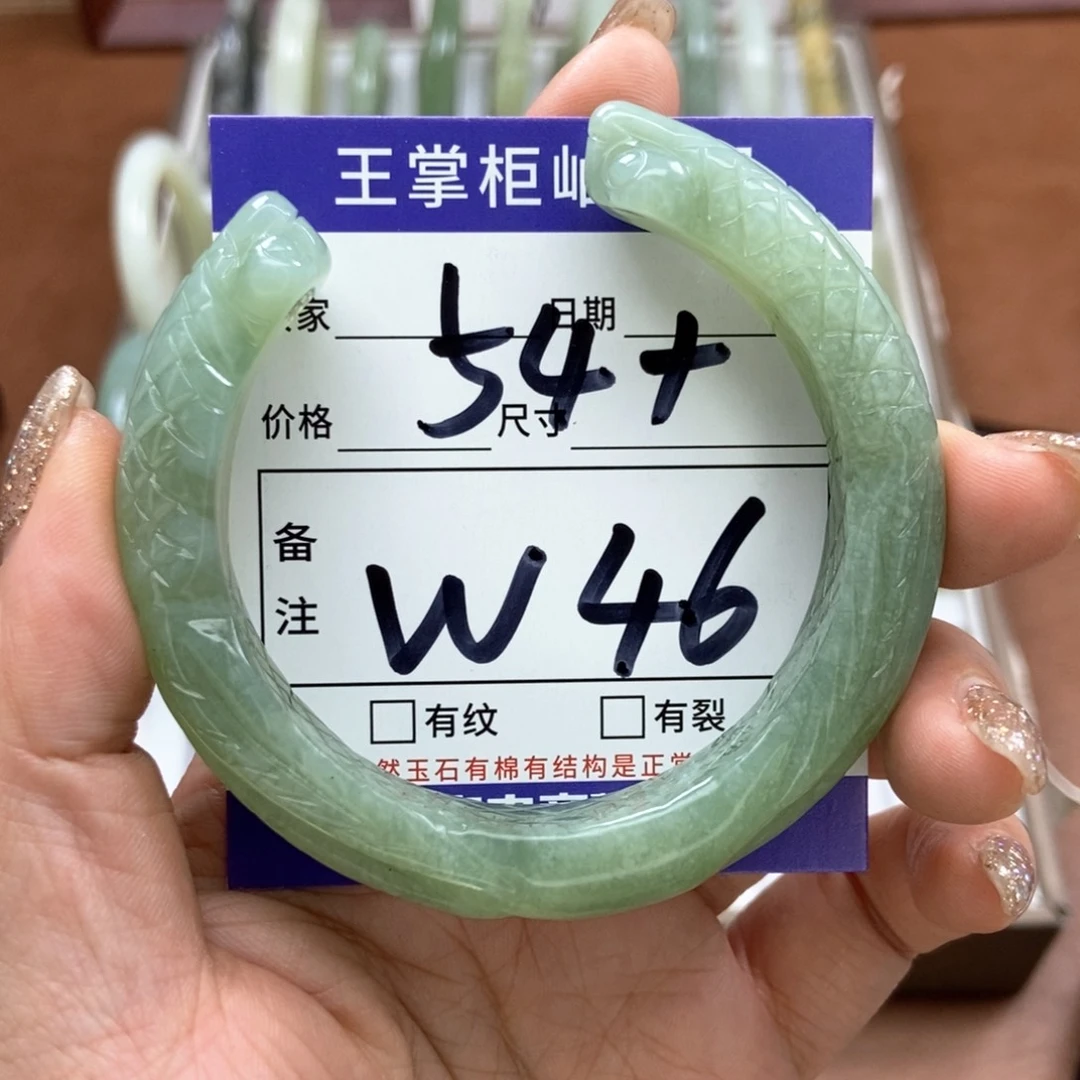 王掌柜岫
家 日期
54+
价格 尺寸
备注
W46
□有纹 □有裂
然玉石有棉有结构是正常